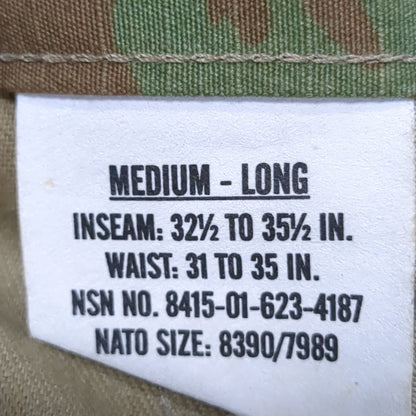 MEDIUM - LONG
INSEAM: 32½ TO 35½ IN.
WAIST: 31 TO 35 IN.
NSN NO. 8415-01-623-4187
NATO SIZE: 8390/7989